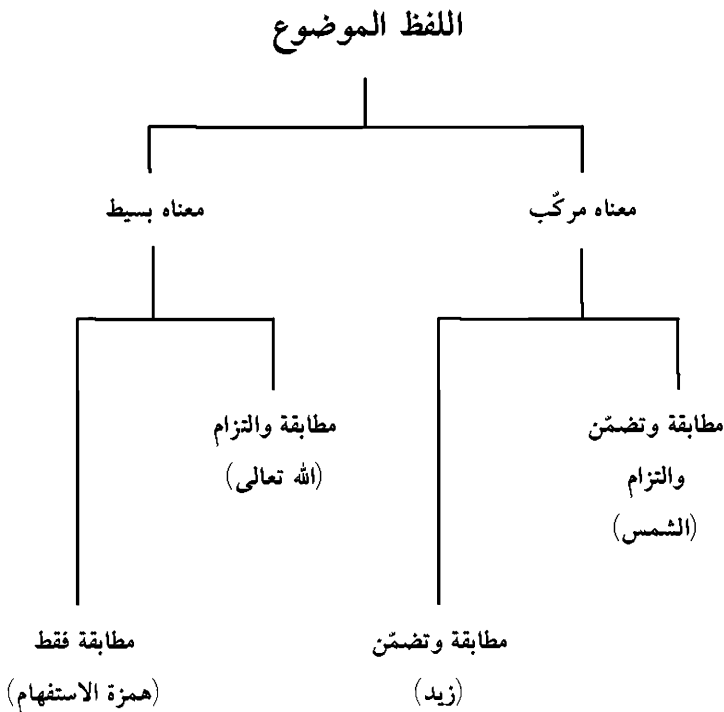 اللفظ الموضوع
معناه مركّب
معناه بسيط
مطابقة وتضمّن
والتزام
(الشمس)
مطابقة والتزام
(الله تعالى)
مطابقة وتضمّن
(زيد)
مطابقة فقط
(همزة الاستفهام)